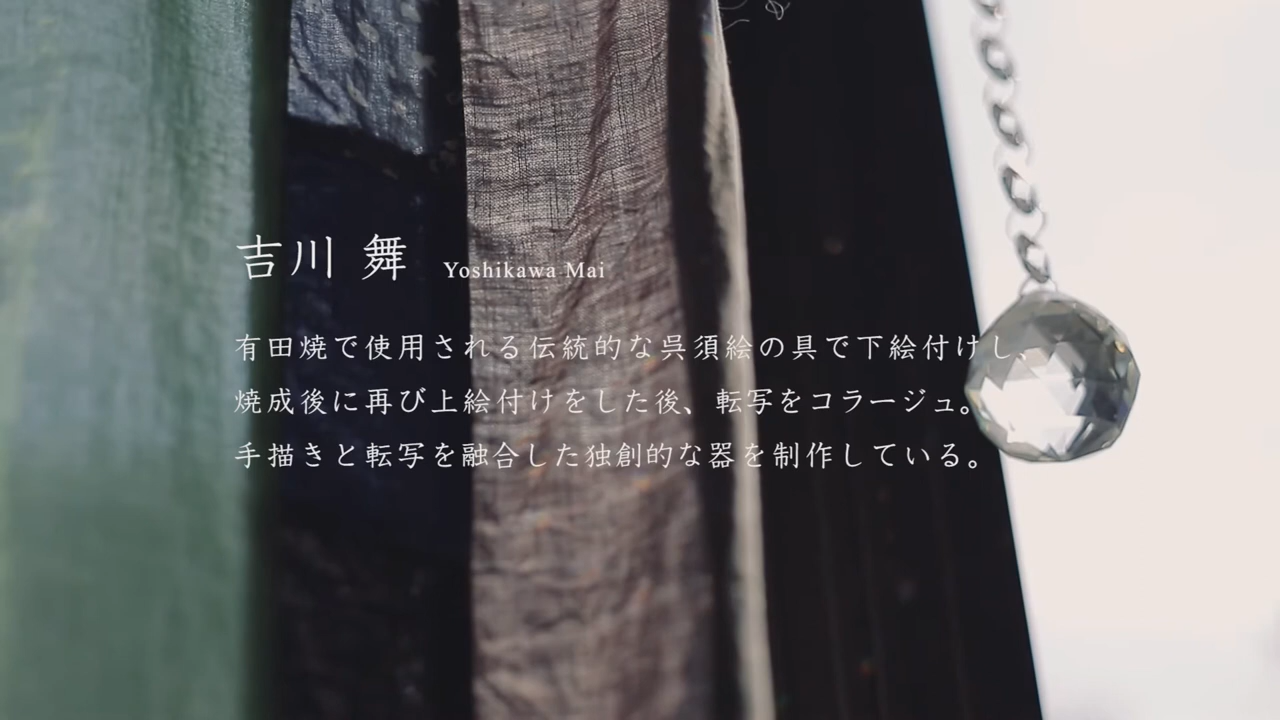 吉川 舞 Yoshikawa Mai
有田焼で使用される伝統的な呉須絵の具で下絵付けし、
焼成後に再び上絵付けをした後、転写をコラージュ。
手描きと転写を融合した独創的な器を制作している。